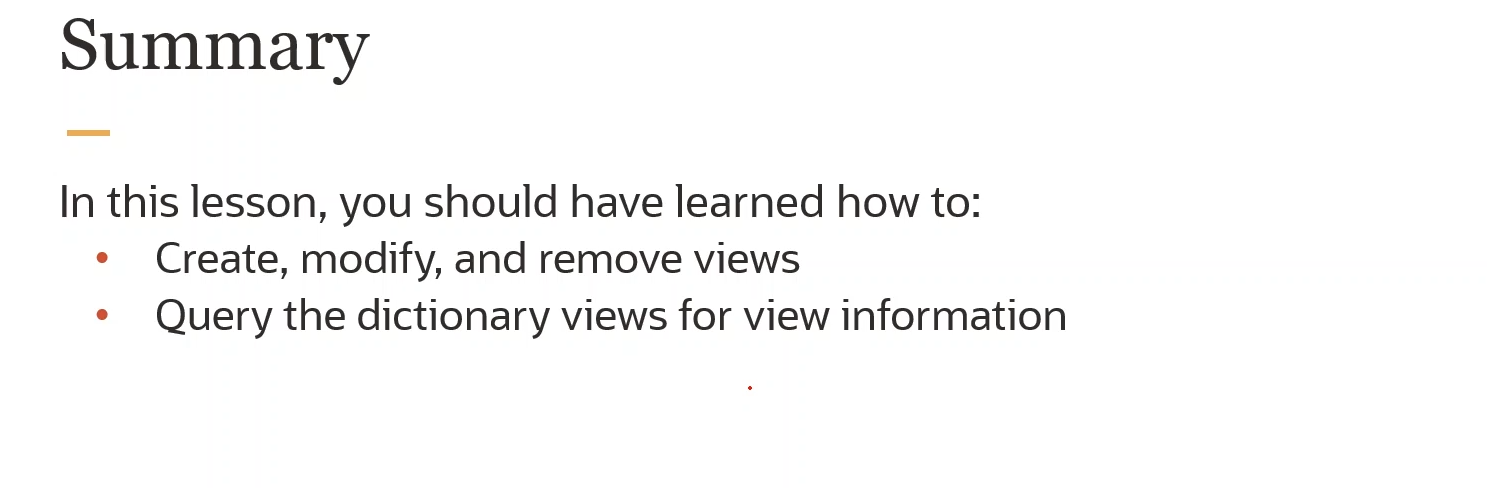 Summary
In this lesson, you should have learned how to:
• Create, modify, and remove views
• Query the dictionary views for view information